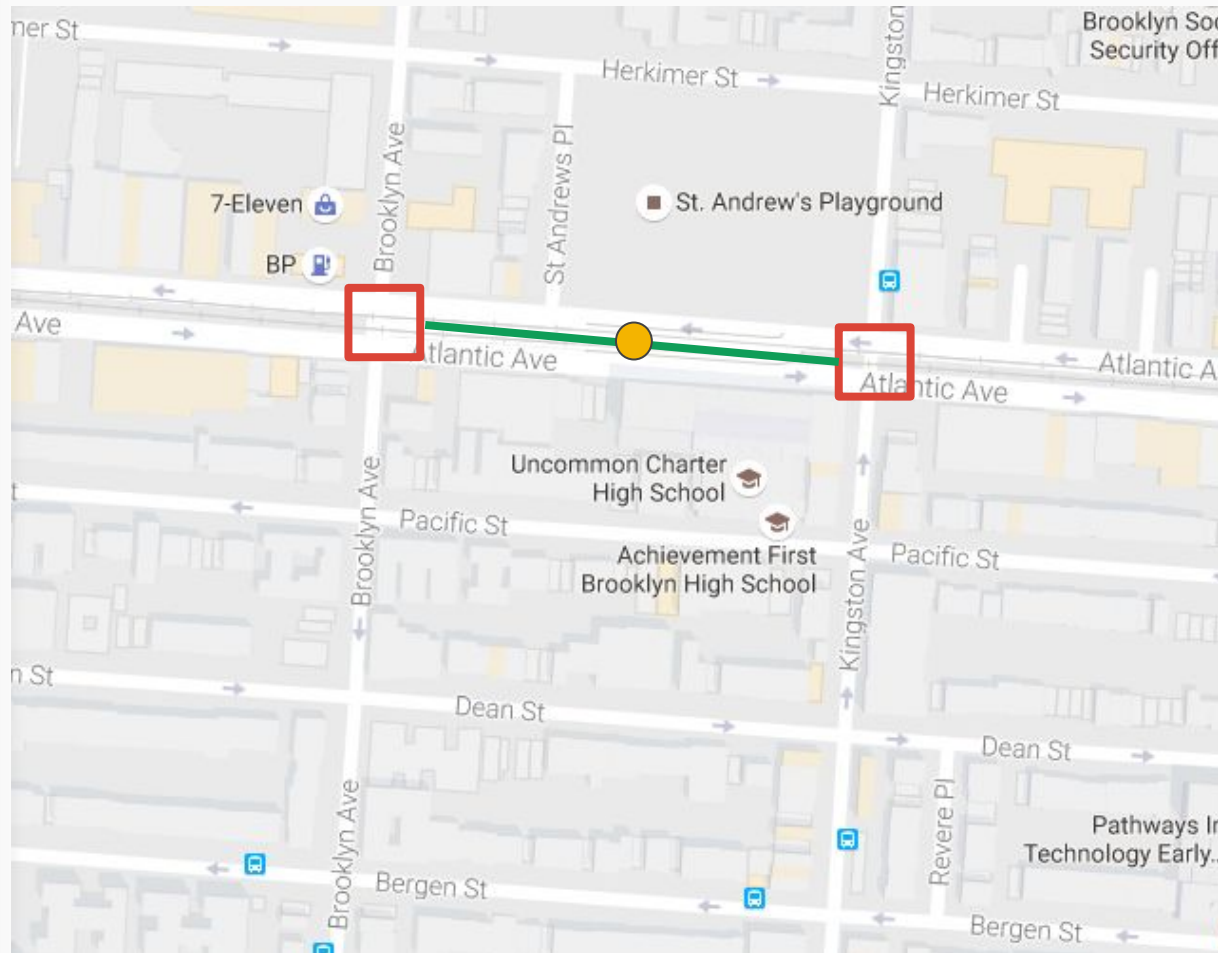 ner St
Herkimer St
Kingston
Brooklyn Soc
Security Off
Herkimer St
Brooklyn Ave
St Andrews Pl
7-Eleven
St. Andrew's Playground
BP
Ave
Atlantic Ave
Atlantic A
Atlantic Ave
Uncommon Charter
High School
Brooklyn Ave
Pacific St
Achievement First
Brooklyn High School
Pacific St
Kingston Ave
n St
Dean St
Dean St
Brooklyn Ave
Revere Pl
Pathways In
Technology Early...
Bergen St
Bergen St